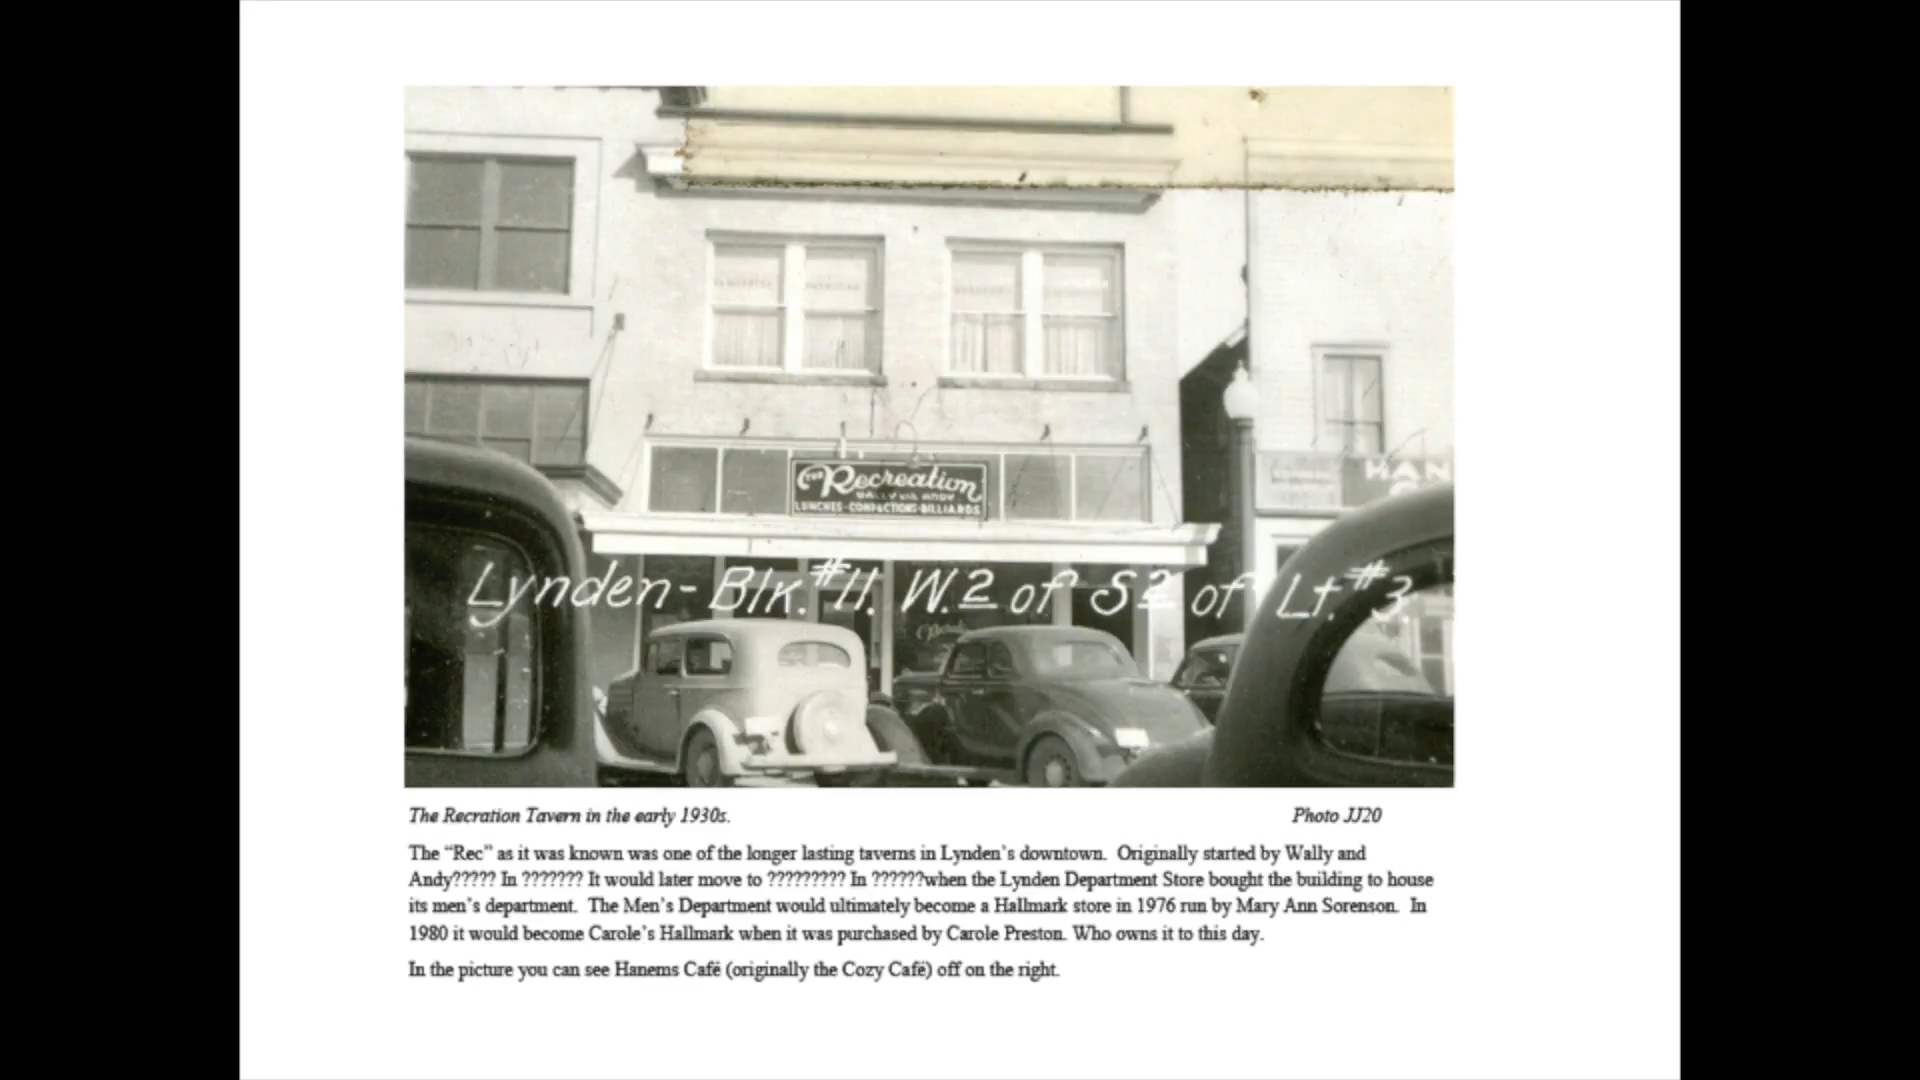 THE Recreation
WALLY AND ANDY
LUNCHES-CONFECTIONS-BILLIARDS
HAN
Lynden-Blk.#11. W.2 of S2 of Lt.#3
The Recration Tavern in the early 1930s. Photo JJ20
The “Rec” as it was known was one of the longer lasting taverns in Lynden’s downtown. Originally started by Wally and
Andy????? In ??????? It would later move to ????????? In ??????when the Lynden Department Store bought the building to house
its men’s department. The Men’s Department would ultimately become a Hallmark store in 1976 run by Mary Ann Sorenson. In
1980 it would become Carole’s Hallmark when it was purchased by Carole Preston. Who owns it to this day.
In the picture you can see Hanems Café (originally the Cozy Café) off on the right.